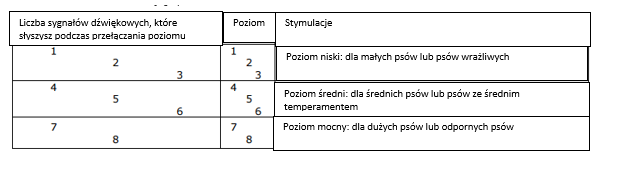 Liczba sygnałów dźwiękowych, które słyszysz podczas przełączania poziomu
Poziom
Stymulacje
1
2
3
1
2
3
Poziom niski: dla małych psów lub psów wrażliwych
4
5
6
4
5
6
Poziom średni: dla średnich psów lub psów ze średnim temperamentem
7
8
7
8
Poziom mocny: dla dużych psów lub odpornych psów